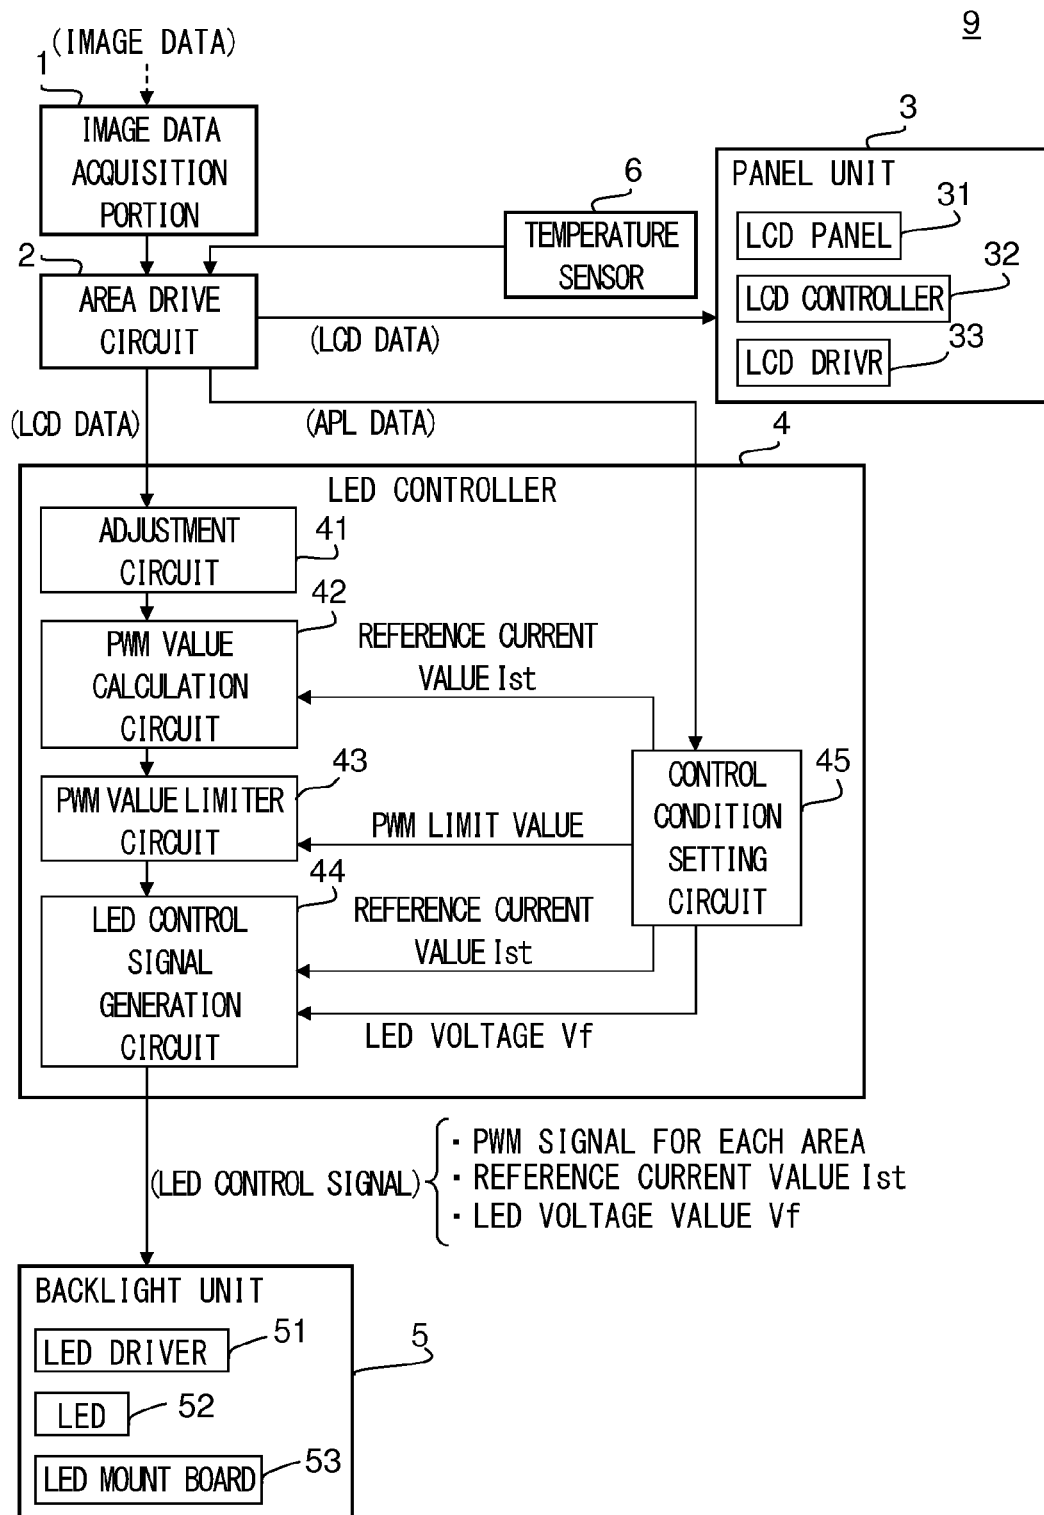 9
(IMAGE DATA)
1
IMAGE DATA
ACQUISITION
PORTION
3
PANEL UNIT
31
LCD PANEL
32
LCD CONTROLLER
33
LCD DRIVR
6
TEMPERATURE
SENSOR
2
AREA DRIVE
CIRCUIT
(LCD DATA)
(LCD DATA)
(APL DATA)
4
LED CONTROLLER
ADJUSTMENT
CIRCUIT
41
42
PWM VALUE
CALCULATION
CIRCUIT
REFERENCE CURRENT
VALUE Ist
43
PWM VALUE LIMITER
CIRCUIT
PWM LIMIT VALUE
CONTROL
CONDITION
SETTING
CIRCUIT
45
44
LED CONTROL
SIGNAL
GENERATION
CIRCUIT
REFERENCE CURRENT
VALUE Ist
LED VOLTAGE Vf
(LED CONTROL SIGNAL)
・PWM SIGNAL FOR EACH AREA
・REFERENCE CURRENT VALUE Ist
・LED VOLTAGE VALUE Vf
BACKLIGHT UNIT
5
LED DRIVER
51
LED
52
LED MOUNT BOARD
53